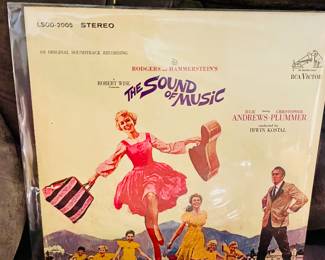 LSOD-2005 STEREO
AN ORIGINAL SOUNDTRACK RECORDING
RCA VICTOR
RODGERS and HAMMERSTEIN'S
A
ROBERT WISE
THE SOUND
OF MUSIC
JULIE CHRISTOPHER
ANDREWS · PLUMMER
conducted by
IRWIN KOSTAL